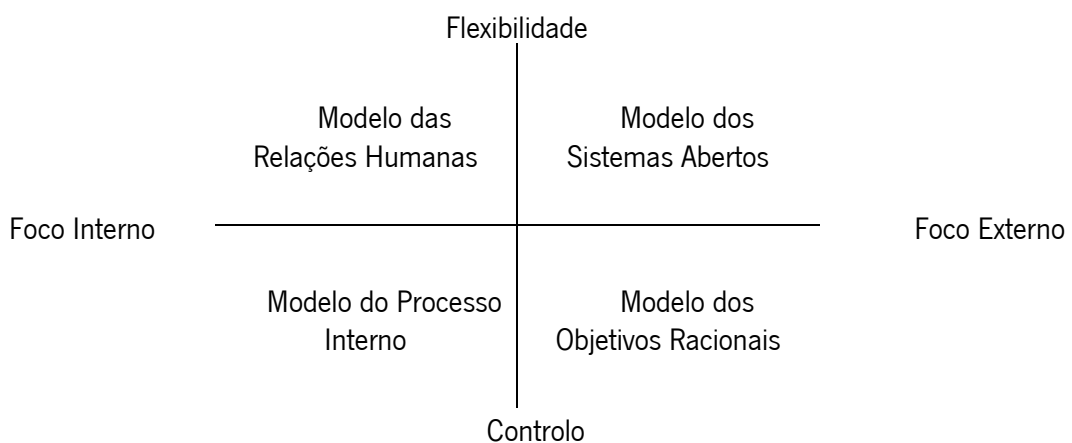 Flexibilidade
Modelo das
Relações Humanas
Modelo dos
Sistemas Abertos
Foco Interno
Foco Externo
Modelo do Processo
Interno
Modelo dos
Objetivos Racionais
Controlo